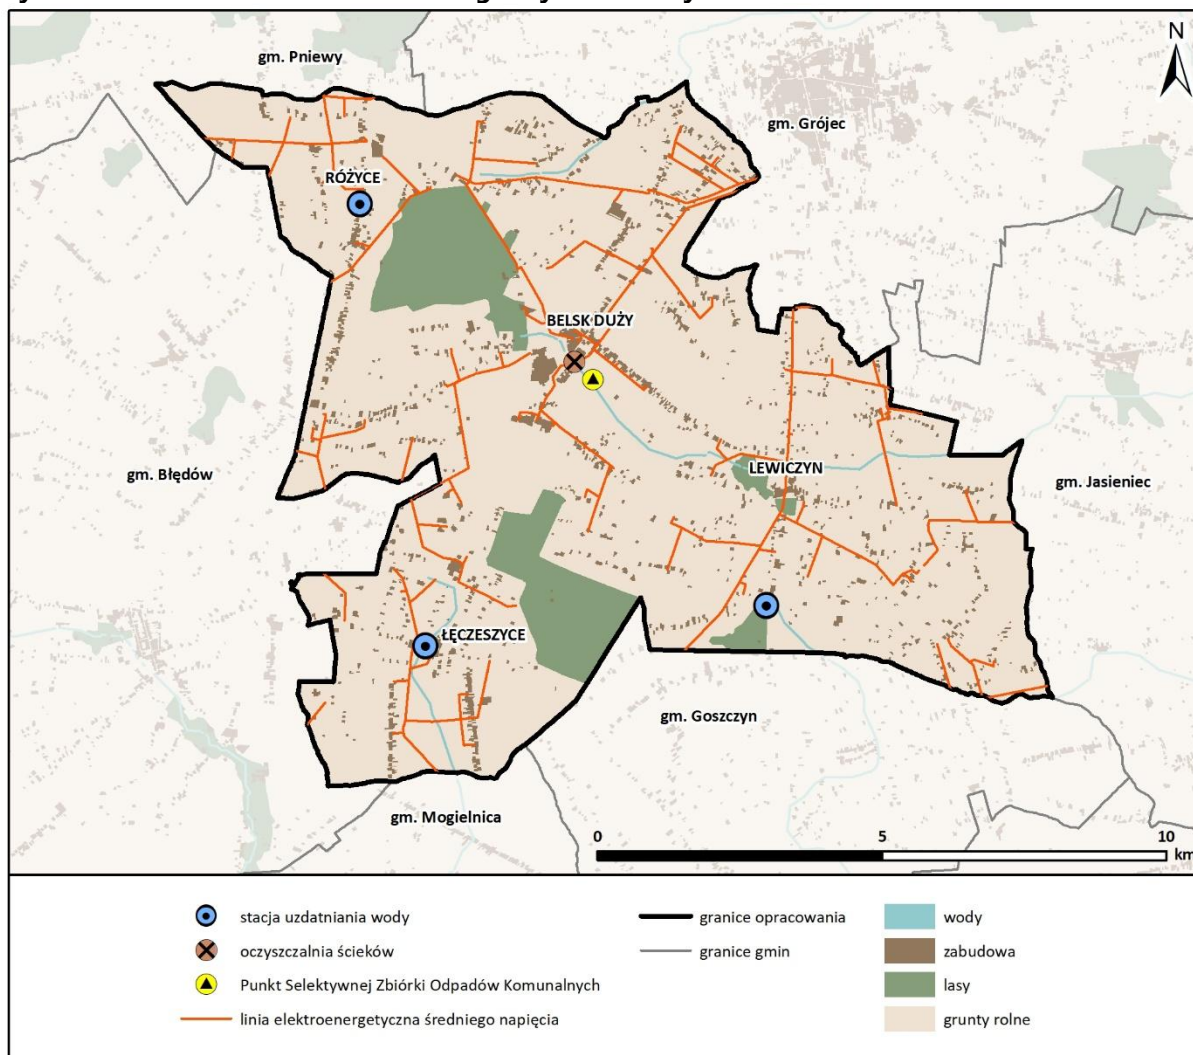 gm. Pniewy
N
gm. Grójec
RÓŻYCE
BELSK DUŻY
LEWICZYN
gm. Błędów
gm. Jasieniec
ŁĘCZESZYCE
gm. Goszczyn
gm. Mogielnica
0 5 10
km
stacja uzdatniania wody
oczyszczalnia ścieków
Punkt Selektywnej Zbiórki Odpadów Komunalnych
linia elektroenergetyczna średniego napięcia
granice opracowania
granice gmin
wody
zabudowa
lasy
grunty rolne